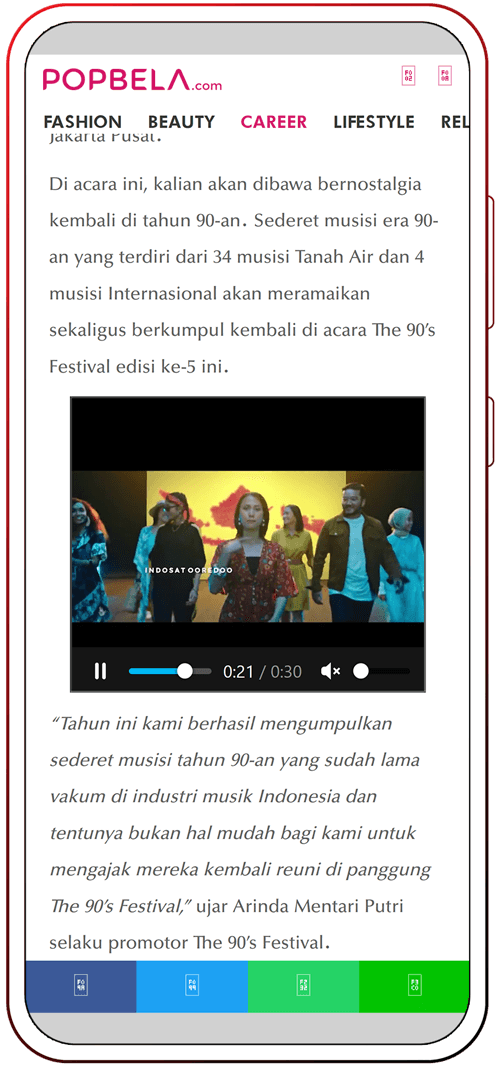 POPBELA.com
FASHION BEAUTY CAREER LIFESTYLE REL
Jakarta Pusat.
Di acara ini, kalian akan dibawa bernostalgia
kembali di tahun 90-an. Sederet musisi era 90-
an yang terdiri dari 34 musisi Tanah Air dan 4
musisi Internasional akan meramaikan
sekaligus berkumpul kembali di acara The 90’s
Festival edisi ke-5 ini.
INDOSAT OOREDOO
0:21 / 0:30
“Tahun ini kami berhasil mengumpulkan
sederet musisi tahun 90-an yang sudah lama
vakum di industri musik Indonesia dan
tentunya bukan hal mudah bagi kami untuk
mengajak mereka kembali reuni di panggung
The 90’s Festival,” ujar Arinda Mentari Putri
selaku promotor The 90’s Festival.